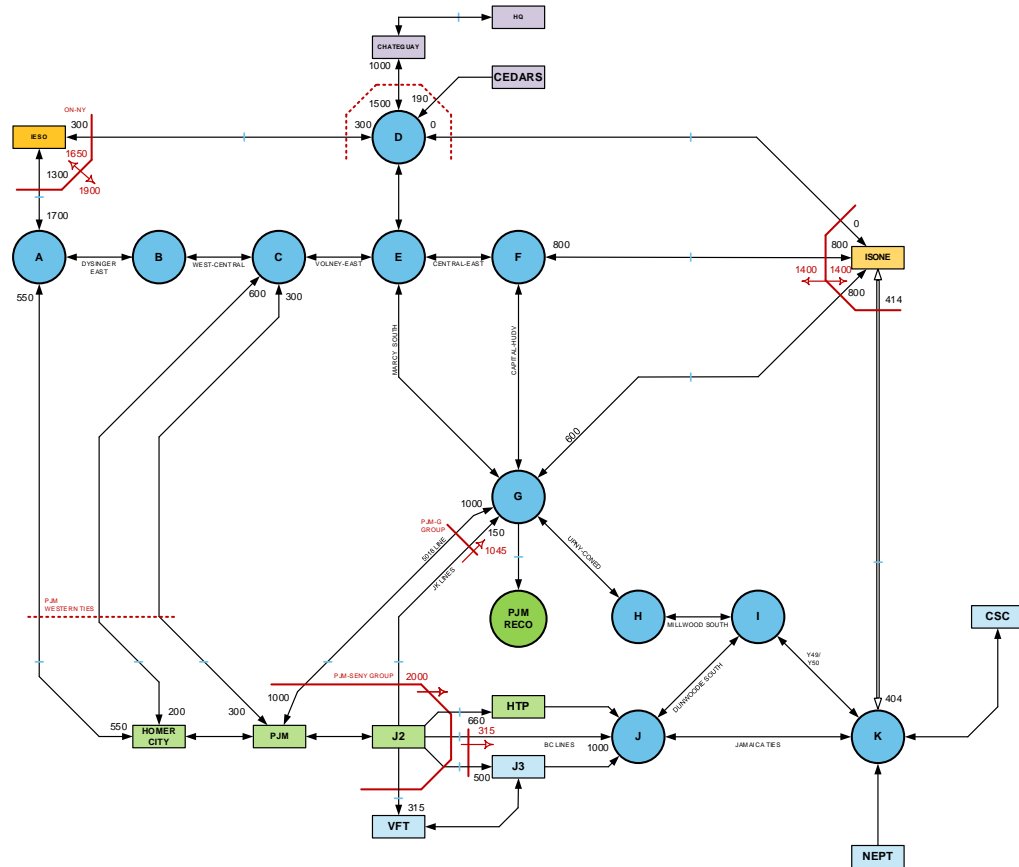 HQ
CHATEGUAY
1000
CEDARS
190
1500
ON-NY
300
300
D
0
IESO
1650
1300
1900
1700
0
A
B
C
E
F
800
800
ISONE
DYSINGER
EAST
WEST-CENTRAL
VOLNEY-EAST
CENTRAL-EAST
1400
1400
550
600
300
800
414
MARCY SOUTH
CAPITAL-HUDV
600
G
1000
PJM-G
GROUP
150
1045
5018 LINE
JK LINES
UPNY-CONED
PJM
WESTERN TIES
PJM
RECO
H
MILLWOOD SOUTH
I
CSC
Y49/
Y50
DUNWOODIE SOUTH
PJM-SENY GROUP
2000
1000
404
200
HTP
550
HOMER
CITY
300
PJM
J2
660
315
BC LINES
1000
J
JAMAICA TIES
K
500
J3
315
VFT
NEPT